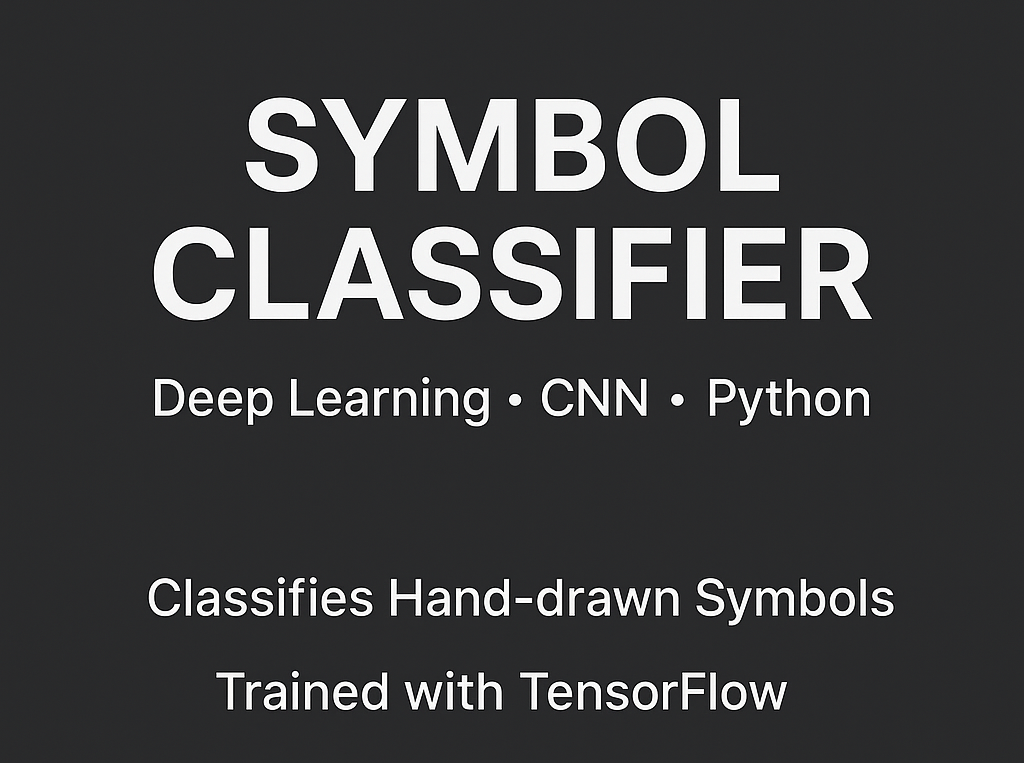 SYMBOL
CLASSIFIER
Deep Learning • CNN • Python
Classifies Hand-drawn Symbols
Trained with TensorFlow